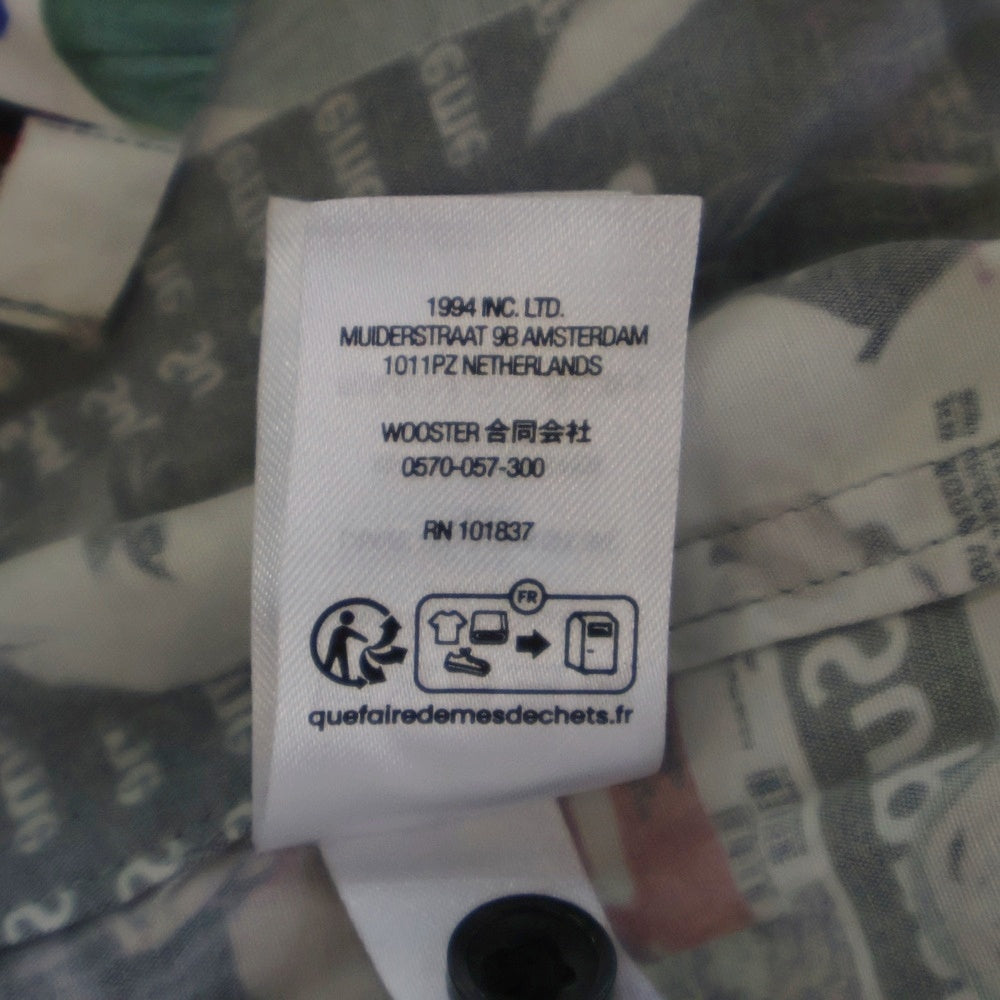 1994 INC. LTD.
MUIDERSTRAAT 9B AMSTERDAM
1011PZ NETHERLANDS
WOOSTER 合同会社
0570-057-300
RN 101837
FR
quefairedemesdechets.fr